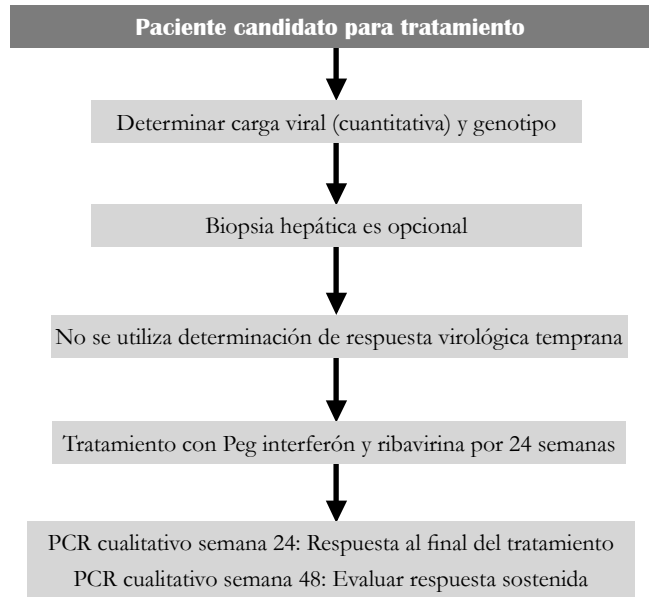 Paciente candidato para tratamiento
Determinar carga viral (cuantitativa) y genotipo
Biopsia hepática es opcional
No se utiliza determinación de respuesta virológica temprana
Tratamiento con Peg interferón y ribavirina por 24 semanas
PCR cualitativo semana 24: Respuesta al final del tratamiento
PCR cualitativo semana 48: Evaluar respuesta sostenida